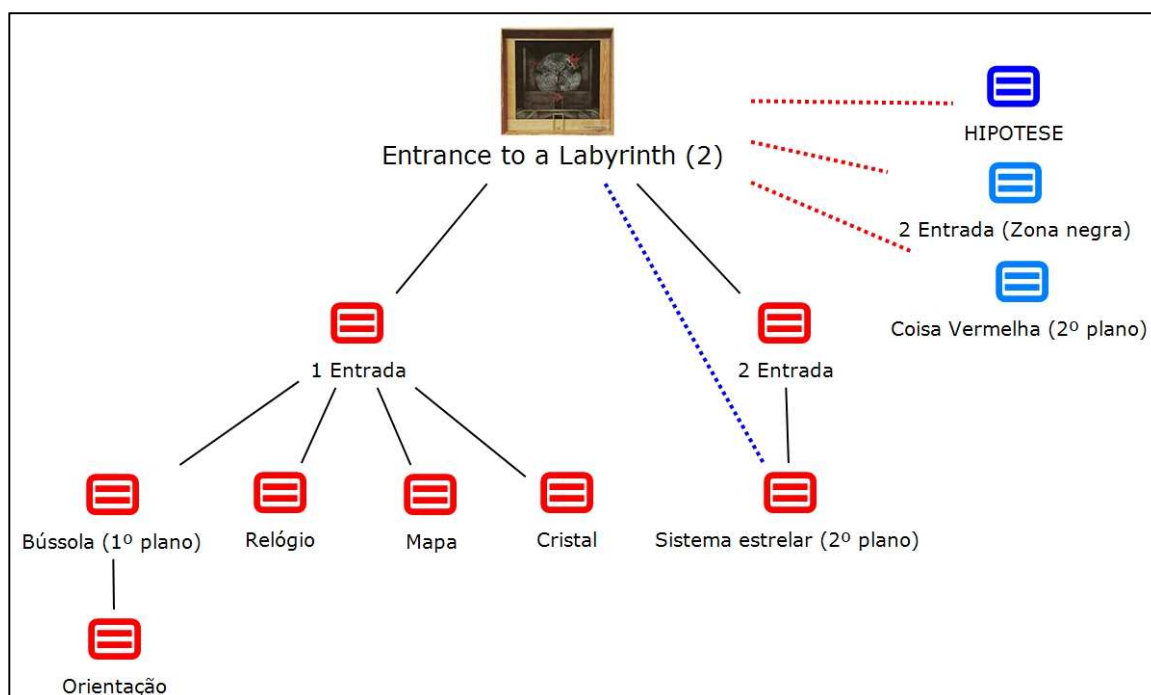 Entrance to a Labyrinth (2)
HIPOTESE
2 Entrada (Zona negra)
Coisa Vermelha (2º plano)
1 Entrada
2 Entrada
Bússola (1º plano)
Relógio
Mapa
Cristal
Sistema estrelar (2º plano)
Orientação